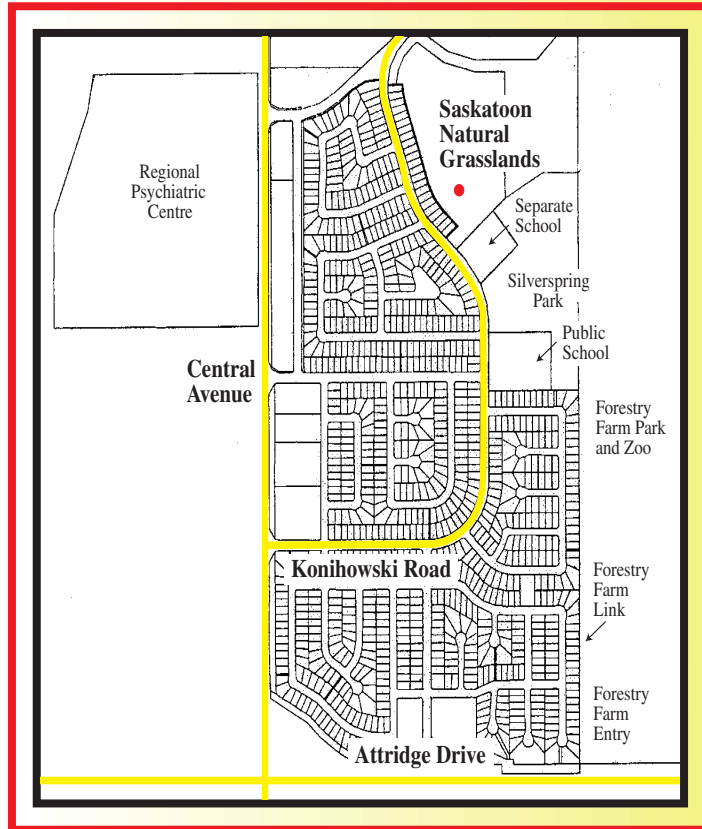 Saskatoon
Natural
Grasslands
Regional
Psychiatric
Centre
Separate
School
Silverspring
Park
Public
School
Central
Avenue
Forestry
Farm Park
and Zoo
Konihowski Road
Forestry
Farm
Link
Forestry
Farm
Entry
Attridge Drive